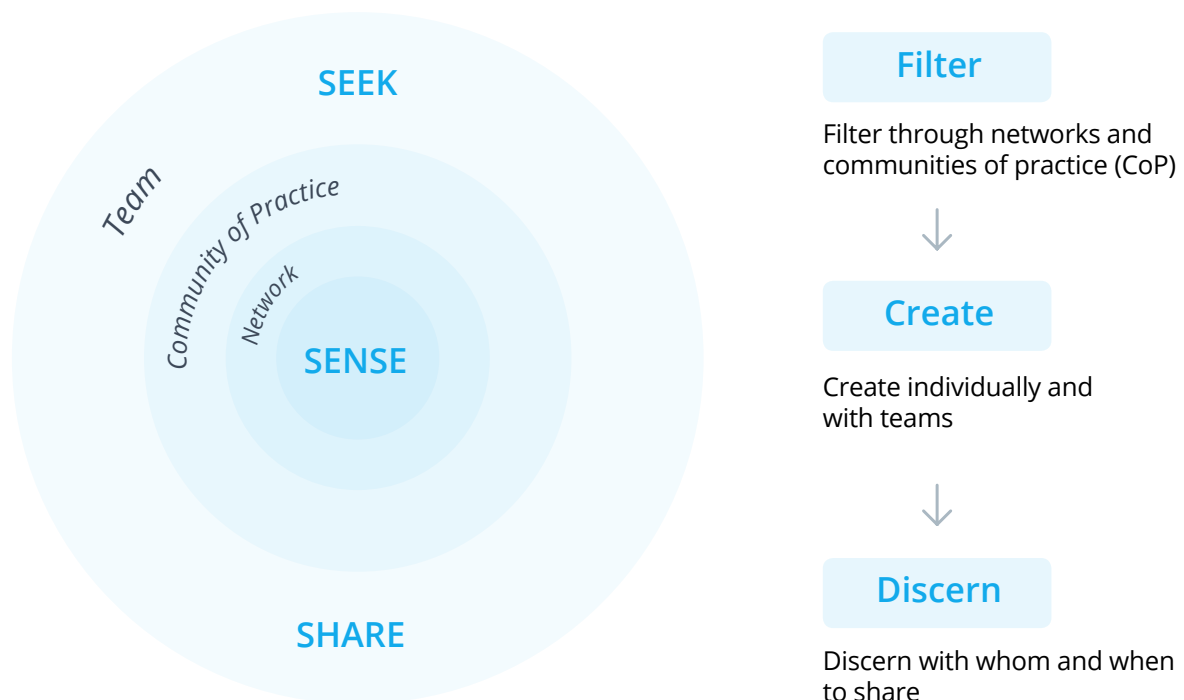 SEEK
Team
Community of Practice
Network
SENSE
SHARE
Filter
Filter through networks and
communities of practice (CoP)
Create
Create individually and
with teams
Discern
Discern with whom and when
to share